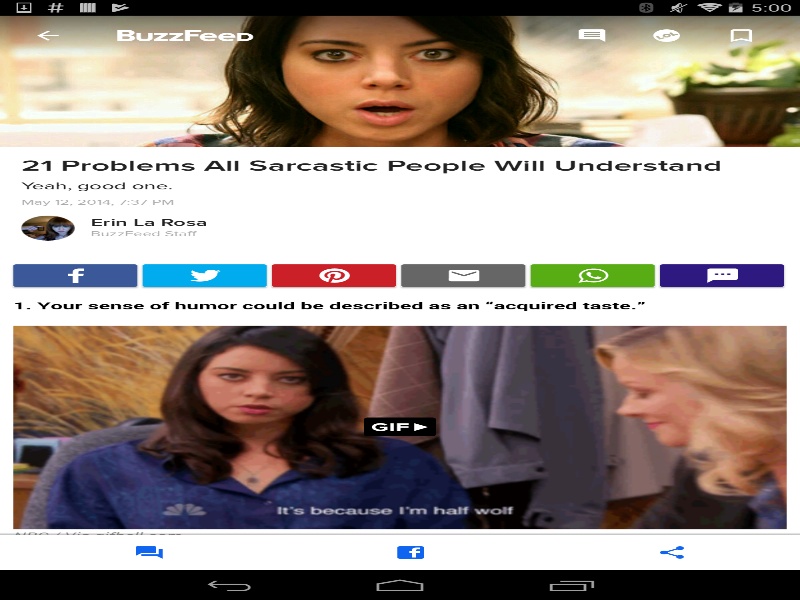 5:00
BuzzFeed
21 Problems All Sarcastic People Will Understand
Yeah, good one.
May 12, 2014, 7:37 PM
Erin La Rosa
BuzzFeed Staff
1. Your sense of humor could be described as an “acquired taste.”
GIF
It's because I'm half wolf